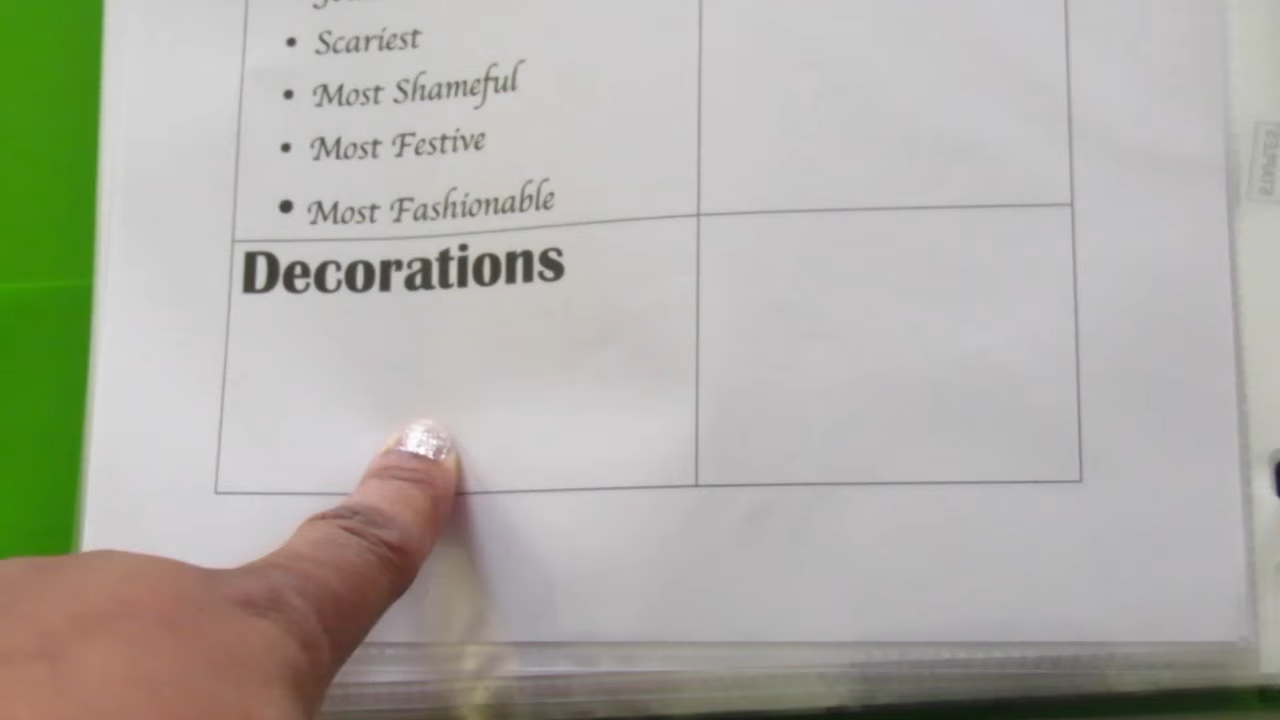 Scariest
Most Shameful
Most Festive
Most Fashionable
Decorations